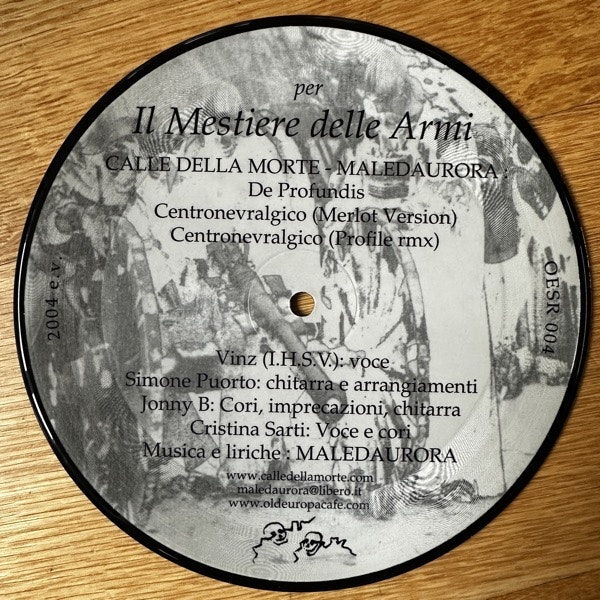 per
Il Mestiere delle Armi
CALLE DELLA MORTE - MALEDAURORA :
De Profundis
Centronevralgico (Merlot Version)
Centronevralgico (Profile rmx)
2004 e.v.
OESR 004
Vinz (I.H.S.V.): voce
Simone Puorto: chitarra e arrangiamenti
Jonny B: Cori, imprecazioni, chitarra
Cristina Sarti: Voce e cori
Musica e liriche : MALEDAURORA
www.calledellamorte.com
maledaurora@libero.it
www.oldeuropacafe.com